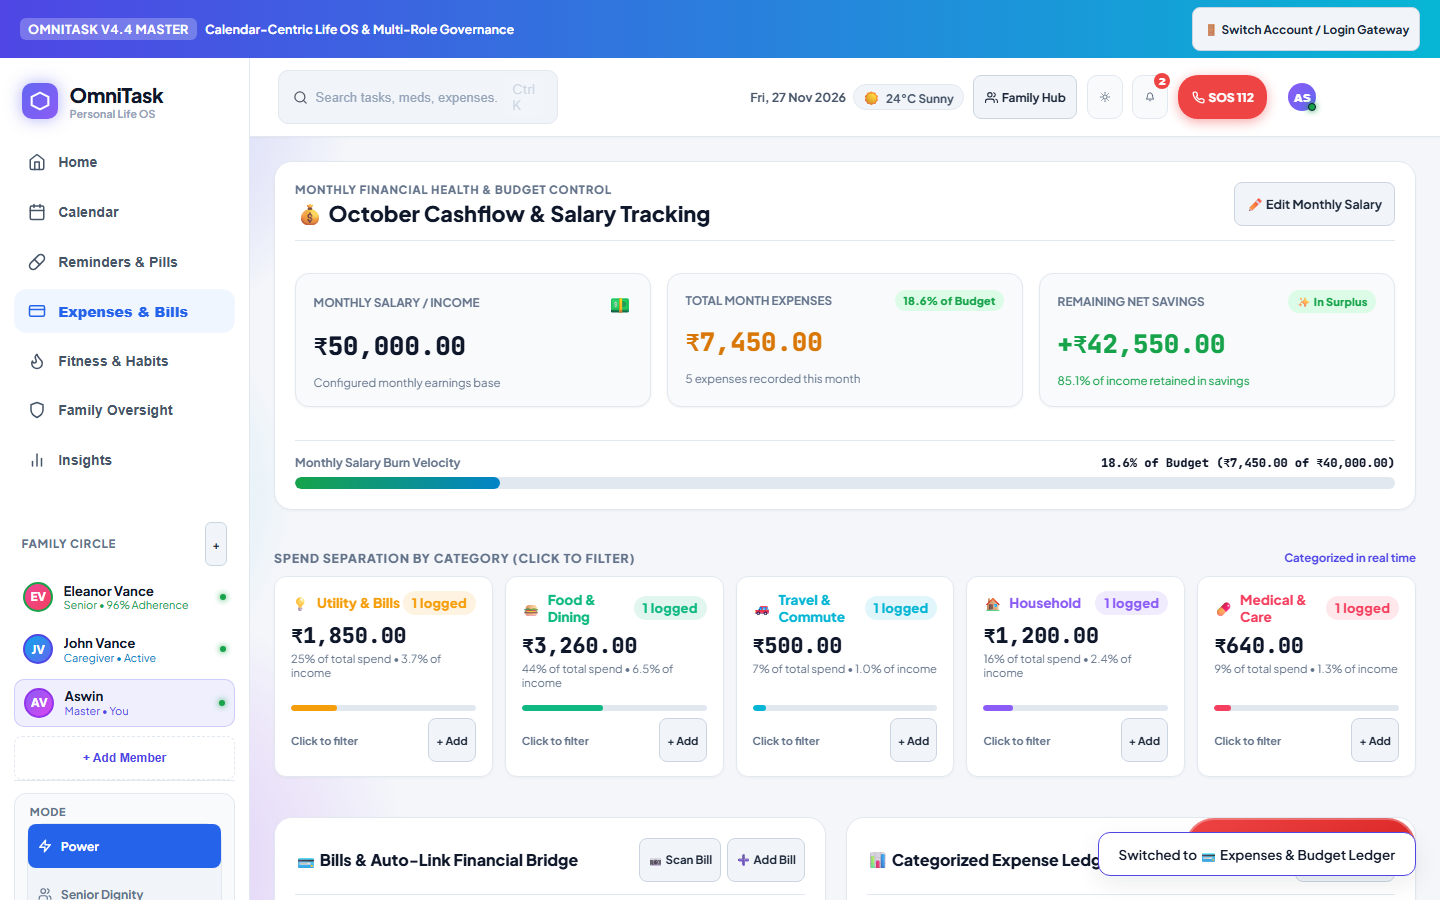 OMNITASK V4.4 MASTER Calendar-Centric Life OS & Multi-Role Governance
Switch Account / Login Gateway
OmniTask
Personal Life OS
Search tasks, meds, expenses.
Ctrl
K
Fri, 27 Nov 2026
24°C Sunny
Family Hub
2
SOS 112
AS
Home
Calendar
Reminders & Pills
Expenses & Bills
Fitness & Habits
Family Oversight
Insights
FAMILY CIRCLE
+
EV
Eleanor Vance
Senior • 96% Adherence
JV
John Vance
Caregiver • Active
AV
Aswin
Master • You
+ Add Member
MODE
Power
Senior Dignity
MONTHLY FINANCIAL HEALTH & BUDGET CONTROL
October Cashflow & Salary Tracking
Edit Monthly Salary
MONTHLY SALARY / INCOME
₹50,000.00
Configured monthly earnings base
TOTAL MONTH EXPENSES
18.6% of Budget
₹7,450.00
5 expenses recorded this month
REMAINING NET SAVINGS
In Surplus
+₹42,550.00
85.1% of income retained in savings
Monthly Salary Burn Velocity
18.6% of Budget (₹7,450.00 of ₹40,000.00)
SPEND SEPARATION BY CATEGORY (CLICK TO FILTER)
Categorized in real time
Utility & Bills
1 logged
₹1,850.00
25% of total spend • 3.7% of
income
Click to filter
+ Add
Food &
Dining
1 logged
₹3,260.00
44% of total spend • 6.5% of
income
Click to filter
+ Add
Travel &
Commute
1 logged
₹500.00
7% of total spend • 1.0% of income
Click to filter
+ Add
Household
1 logged
₹1,200.00
16% of total spend • 2.4% of
income
Click to filter
+ Add
Medical &
Care
1 logged
₹640.00
9% of total spend • 1.3% of income
Click to filter
+ Add
Bills & Auto-Link Financial Bridge
Scan Bill
Add Bill
Categorized Expense Ledg
Switched to Expenses & Budget Ledger